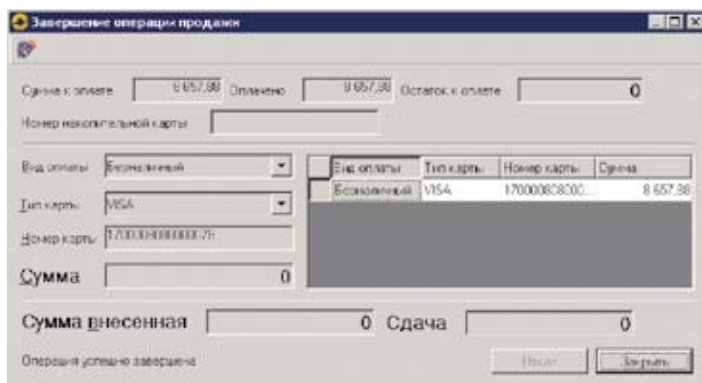 Завершение операции продажи
Сумма к оплате 8 657,88 Оплачено 8 657,88 Остаток к оплате 0
Номер накопительной карты
Вид оплаты Безналичный
Вид оплаты Тип карты Номер карты Сумма
Безналичный VISA 170000808000... 8 657,88
Тип карты VISA
Номер карты
Сумма 0
Сумма внесенная 0 Сдача 0
Операция успешно завершена
Закрыть